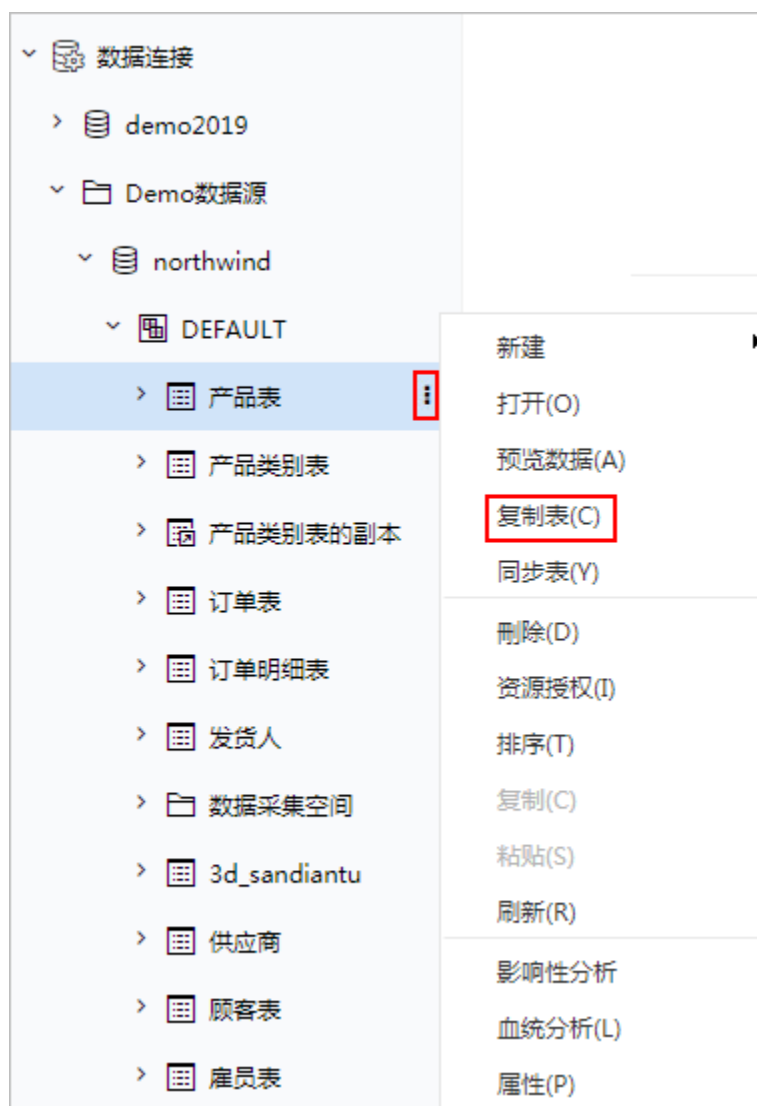 数据连接
demo2019
Demo数据源
northwind
DEFAULT
产品表
产品类别表
产品类别表的副本
订单表
订单明细表
发货人
数据采集空间
3d_sandiantu
供应商
顾客表
雇员表
新建
打开(O)
预览数据(A)
复制表(C)
同步表(Y)
删除(D)
资源授权(I)
排序(T)
复制(C)
粘贴(S)
刷新(R)
影响性分析
血统分析(L)
属性(P)